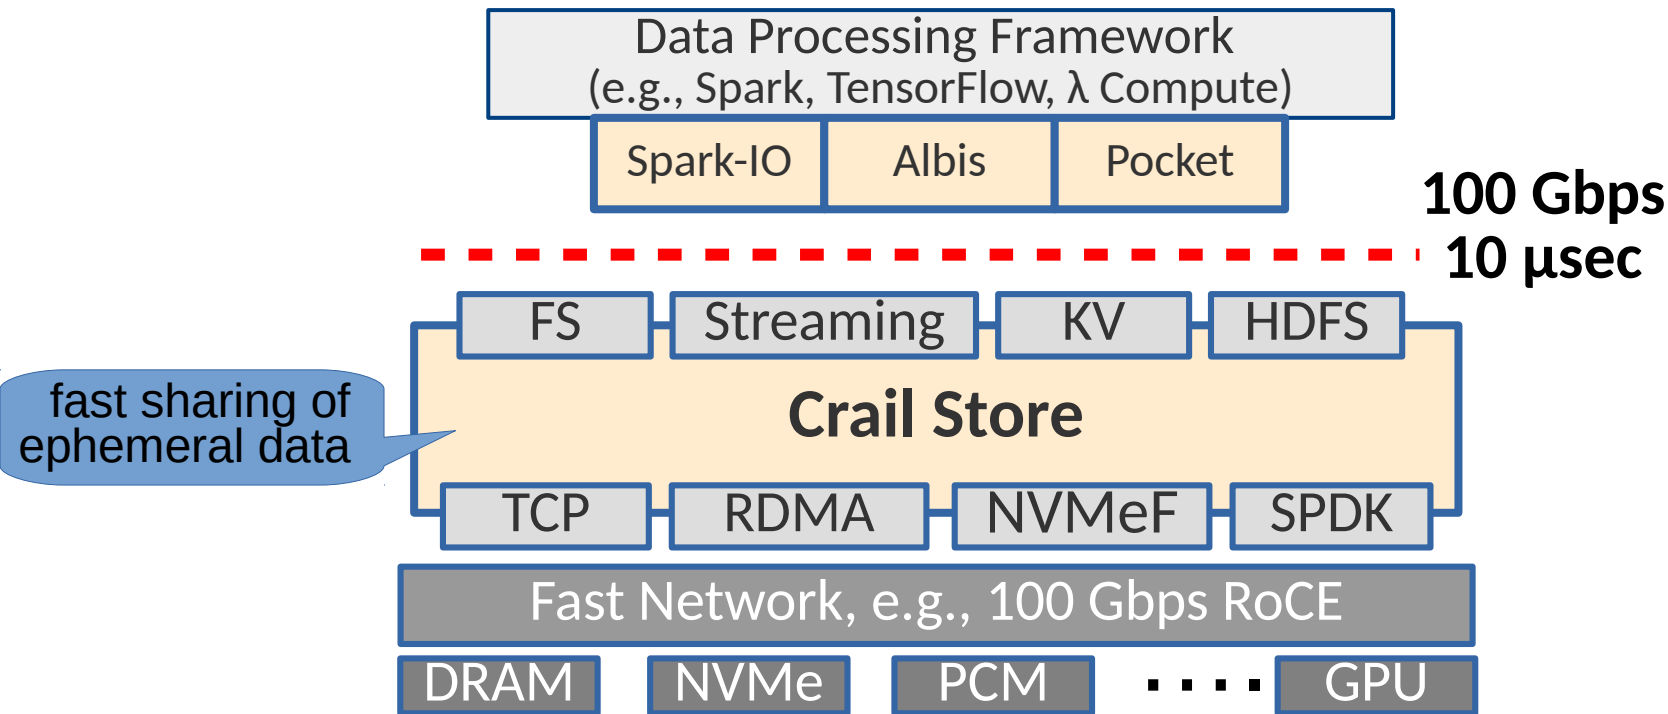 Data Processing Framework
(e.g., Spark, TensorFlow, λ Compute)
Spark-IO
Albis
Pocket
100 Gbps
10 µsec
FS
Streaming
KV
HDFS
Crail Store
fast sharing of
ephemeral data
TCP
RDMA
NVMeF
SPDK
Fast Network, e.g., 100 Gbps RoCE
DRAM
NVMe
PCM
....
GPU